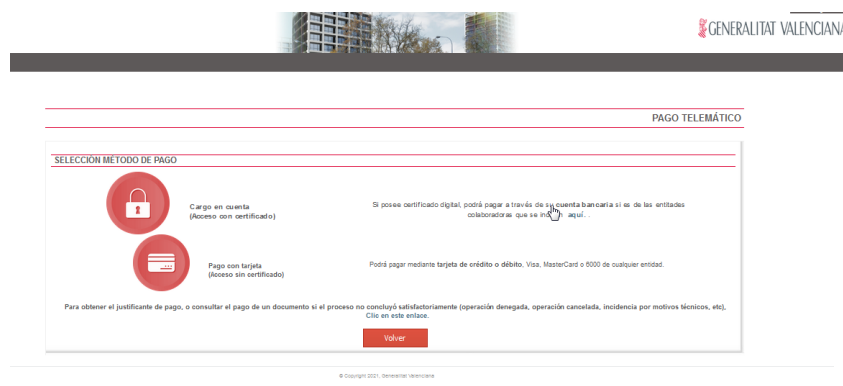 GENERALITAT VALENCIANA
PAGO TELEMÁTICO
SELECCIÓN MÉTODO DE PAGO
Cargo en cuenta
(Acceso con certificado)
Si posee certificado digital, podrá pagar a través de su cuenta bancaria si es de las entidades
colaboradoras que se aquí. .
Pago con tarjeta
(Acceso sin certificado)
Podrá pagar mediante tarjeta de crédito o débito, Visa, MasterCard o 6000 de cualquier entidad.
Para obtener el justificante de pago, o consultar el pago de un documento si el proceso no concluyó satisfactoriamente (operación denegada, operación cancelada, incidencia por motivos técnicos, etc),
Clic en este enlace.
Volver
© Copyright 2021, Generalitat Valenciana